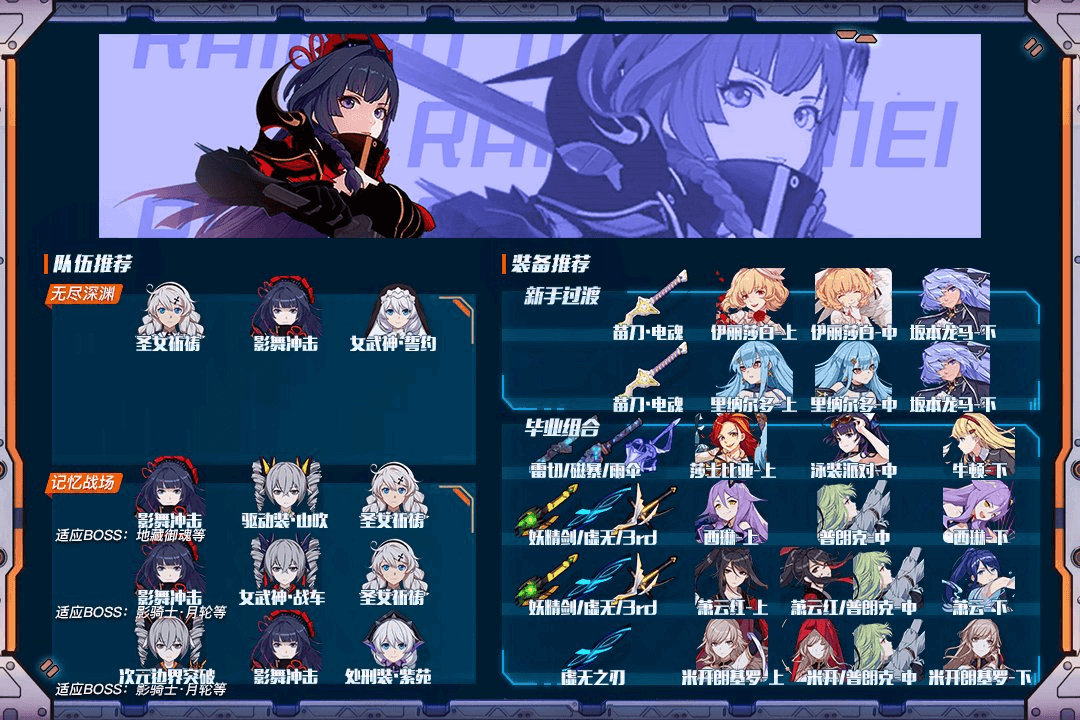 RAIDEN MEI
RAIDEN MEI
队伍推荐
无尽深渊
圣女祈祷 影舞冲击 女武神·誓约
记忆战场
影舞冲击 驱动装·山吹 圣女祈祷
适应BOSS：地藏御魂等
影舞冲击 女武神·战车 圣女祈祷
适应BOSS：影骑士·月轮等
次元边界突破 影舞冲击 处刑装·紫苑
适应BOSS：影骑士·月轮等
装备推荐
新手过渡
苗刀·电魂 伊丽莎白-上 伊丽莎白-中 坂本龙马-下
苗刀·电魂 里纳尔多-上 里纳尔多-中 坂本龙马-下
毕业组合
雷切/磁暴/雨伞 莎士比亚-上 泳装派对-中 牛顿-下
妖精剑/虚无/3rd 西琳-上 普朗克-中 西琳-下
妖精剑/虚无/3rd 萧云红-上 萧云红/普朗克-中 萧云-下
虚无之刃 米开朗基罗-上 米开/普朗克-中 米开朗基罗-下